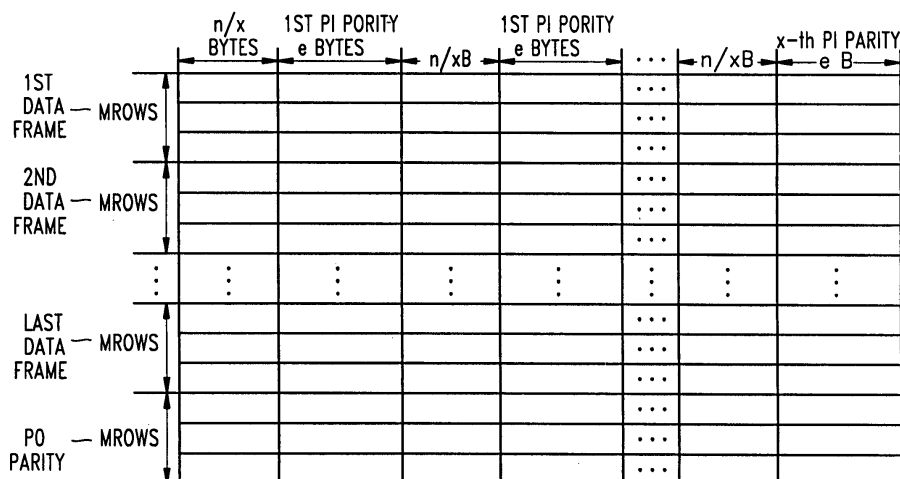 n/x BYTES 1ST PI PORITY e BYTES n/xB 1ST PI PORITY e BYTES ... n/xB x-th PI PARITY e B
1ST DATA FRAME MROWS ...
...
...
...
2ND DATA FRAME MROWS ...
...
...
...
⋮ ⋮ ⋮ ⋮ ⋮ ⋮ ⋮ ⋮
LAST DATA FRAME MROWS ...
...
...
...
PO PARITY MROWS ...
...
...